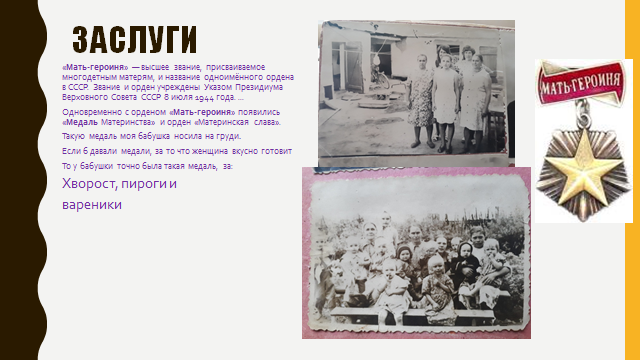 ЗАСЛУГИ
«Мать-героиня» — высшее звание, присваиваемое
многодетным матерям, и название одноимённого ордена
в СССР. Звание и орден учреждены Указом Президиума
Верховного Совета СССР 8 июля 1944 года. ...
Одновременно с орденом «Мать-героиня» появились
«Медаль Материнства» и орден «Материнская слава».
Такую медаль моя бабушка носила на груди.
Если б давали медали, за то что женщина вкусно готовит
То у бабушки точно была такая медаль, за:
Хворост, пироги и
вареники
МАТЬ-ГЕРОИНЯ